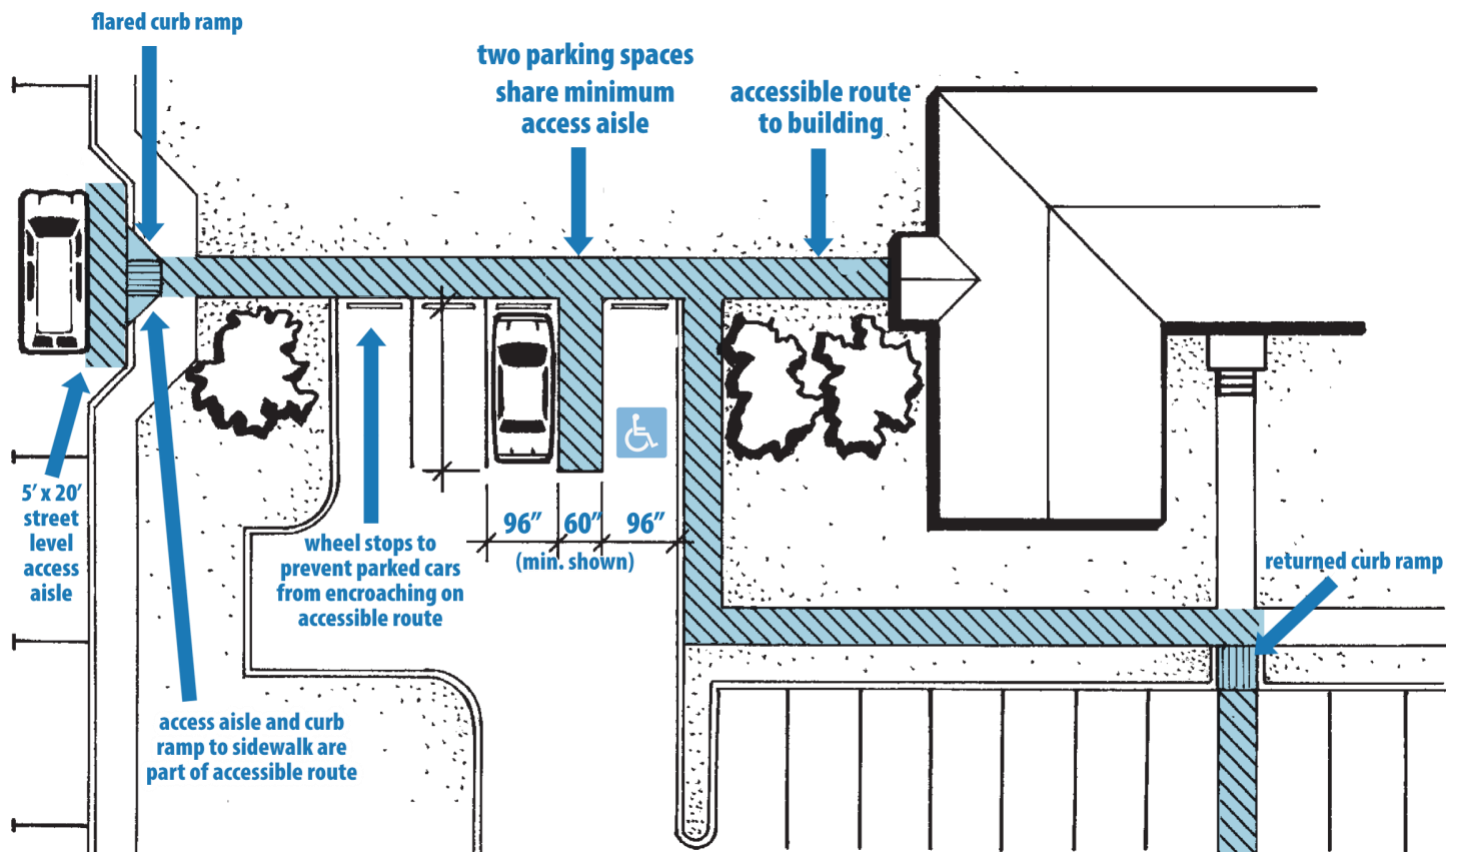 flared curb ramp
two parking spaces
share minimum
access aisle
accessible route
to building
5′ x 20′
street
level
access
aisle
wheel stops to
prevent parked cars
from encroaching on
accessible route
96″ 60″ 96″
(min. shown)
returned curb ramp
access aisle and curb
ramp to sidewalk are
part of accessible route